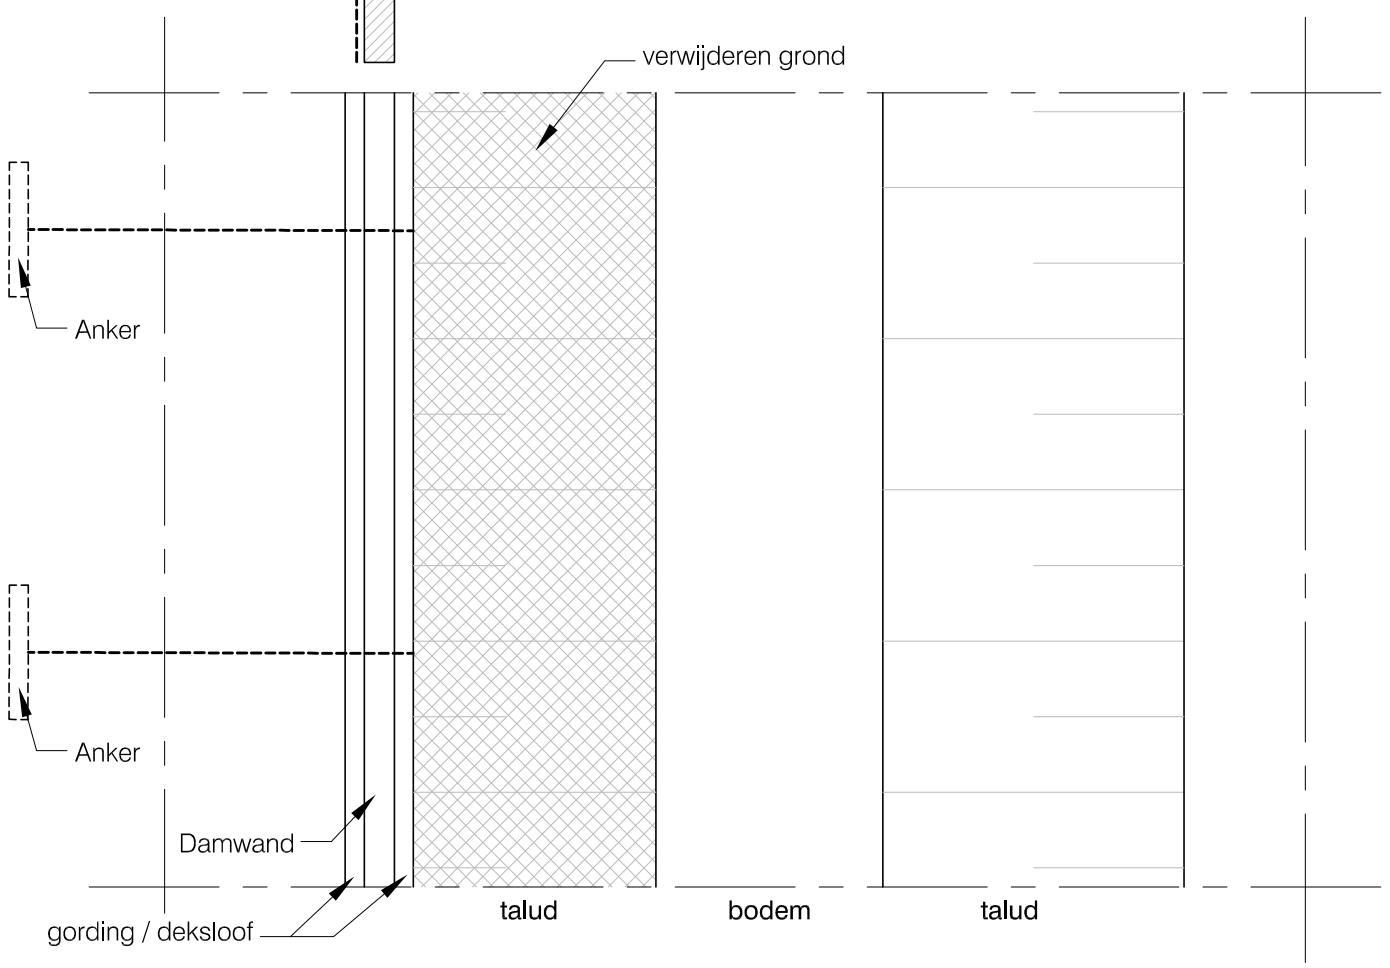 verwijderen grond
Anker
Anker
Damwand
gording / deksloof
talud
bodem
talud